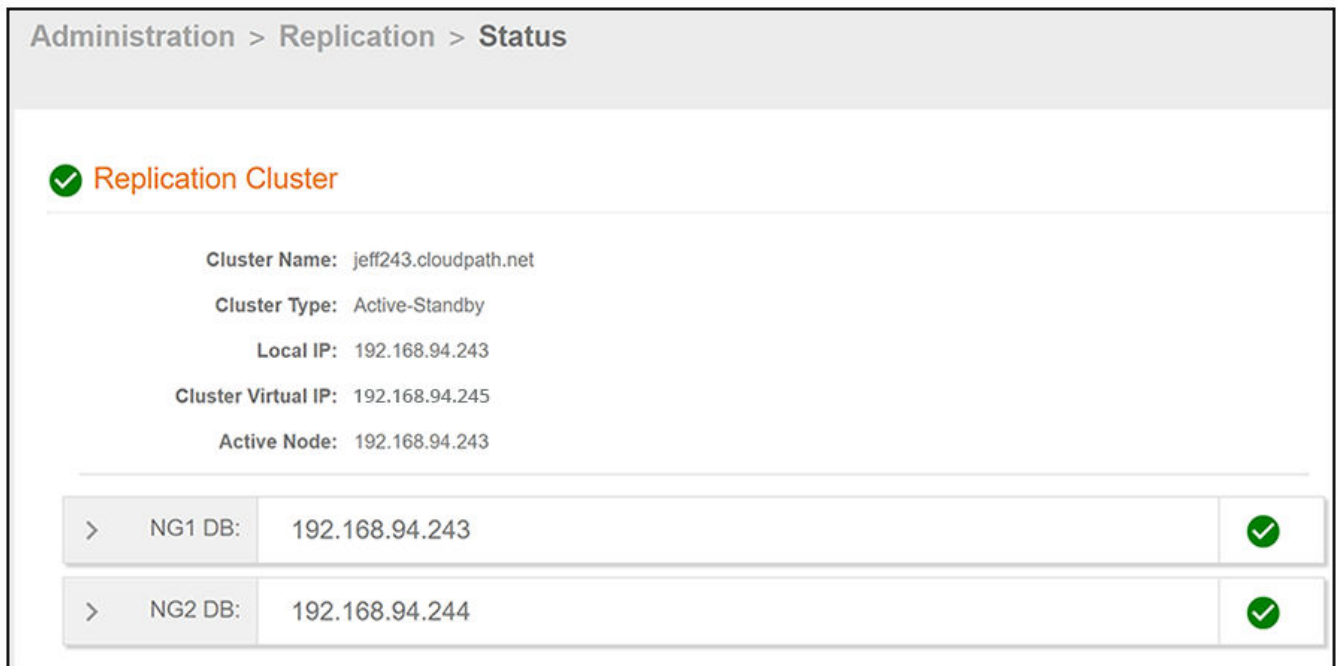 Administration > Replication > Status
Replication Cluster
Cluster Name: jeff243.cloudpath.net
Cluster Type: Active-Standby
Local IP: 192.168.94.243
Cluster Virtual IP: 192.168.94.245
Active Node: 192.168.94.243
> NG1 DB: 192.168.94.243
> NG2 DB: 192.168.94.244